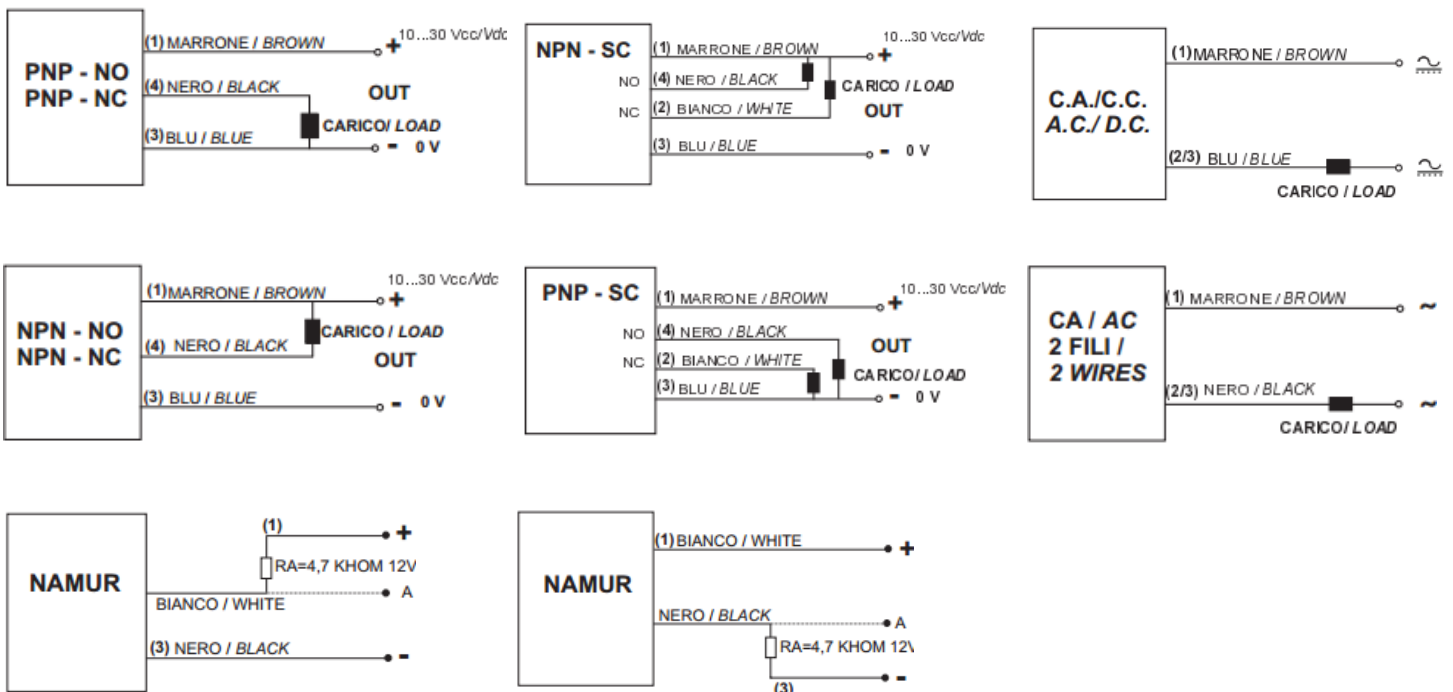 PNP - NO
PNP - NC
(1) MARRONE / BROWN
+ 10...30 Vcc/Vdc
(4) NERO / BLACK
OUT
CARICO/ LOAD
(3) BLU / BLUE
- 0 V
NPN - SC
(1) MARRONE / BROWN
+ 10...30 Vcc/Vdc
NO (4) NERO / BLACK
CARICO / LOAD
NC (2) BIANCO / WHITE
OUT
(3) BLU / BLUE
- 0 V
C.A./C.C.
A.C./ D.C.
(1) MARRONE / BROWN
(2/3) BLU / BLUE
CARICO / LOAD
NPN - NO
NPN - NC
(1) MARRONE / BROWN
10...30 Vcc/Vdc
+
CARICO / LOAD
(4) NERO / BLACK
OUT
(3) BLU / BLUE
- 0 V
PNP - SC
(1) MARRONE / BROWN
+ 10...30 Vcc/Vdc
NO (4) NERO / BLACK
OUT
NC (2) BIANCO / WHITE
CARICO/ LOAD
(3) BLU / BLUE
- 0 V
CA / AC
2 FILI /
2 WIRES
(1) MARRONE / BROWN
~
(2/3) NERO / BLACK
~
CARICO/ LOAD
NAMUR
(1)
+
RA=4,7 KHOM 12V
A
BIANCO / WHITE
(3) NERO / BLACK
-
NAMUR
(1) BIANCO / WHITE
+
NERO / BLACK
A
RA=4,7 KHOM 12V
-
(3)